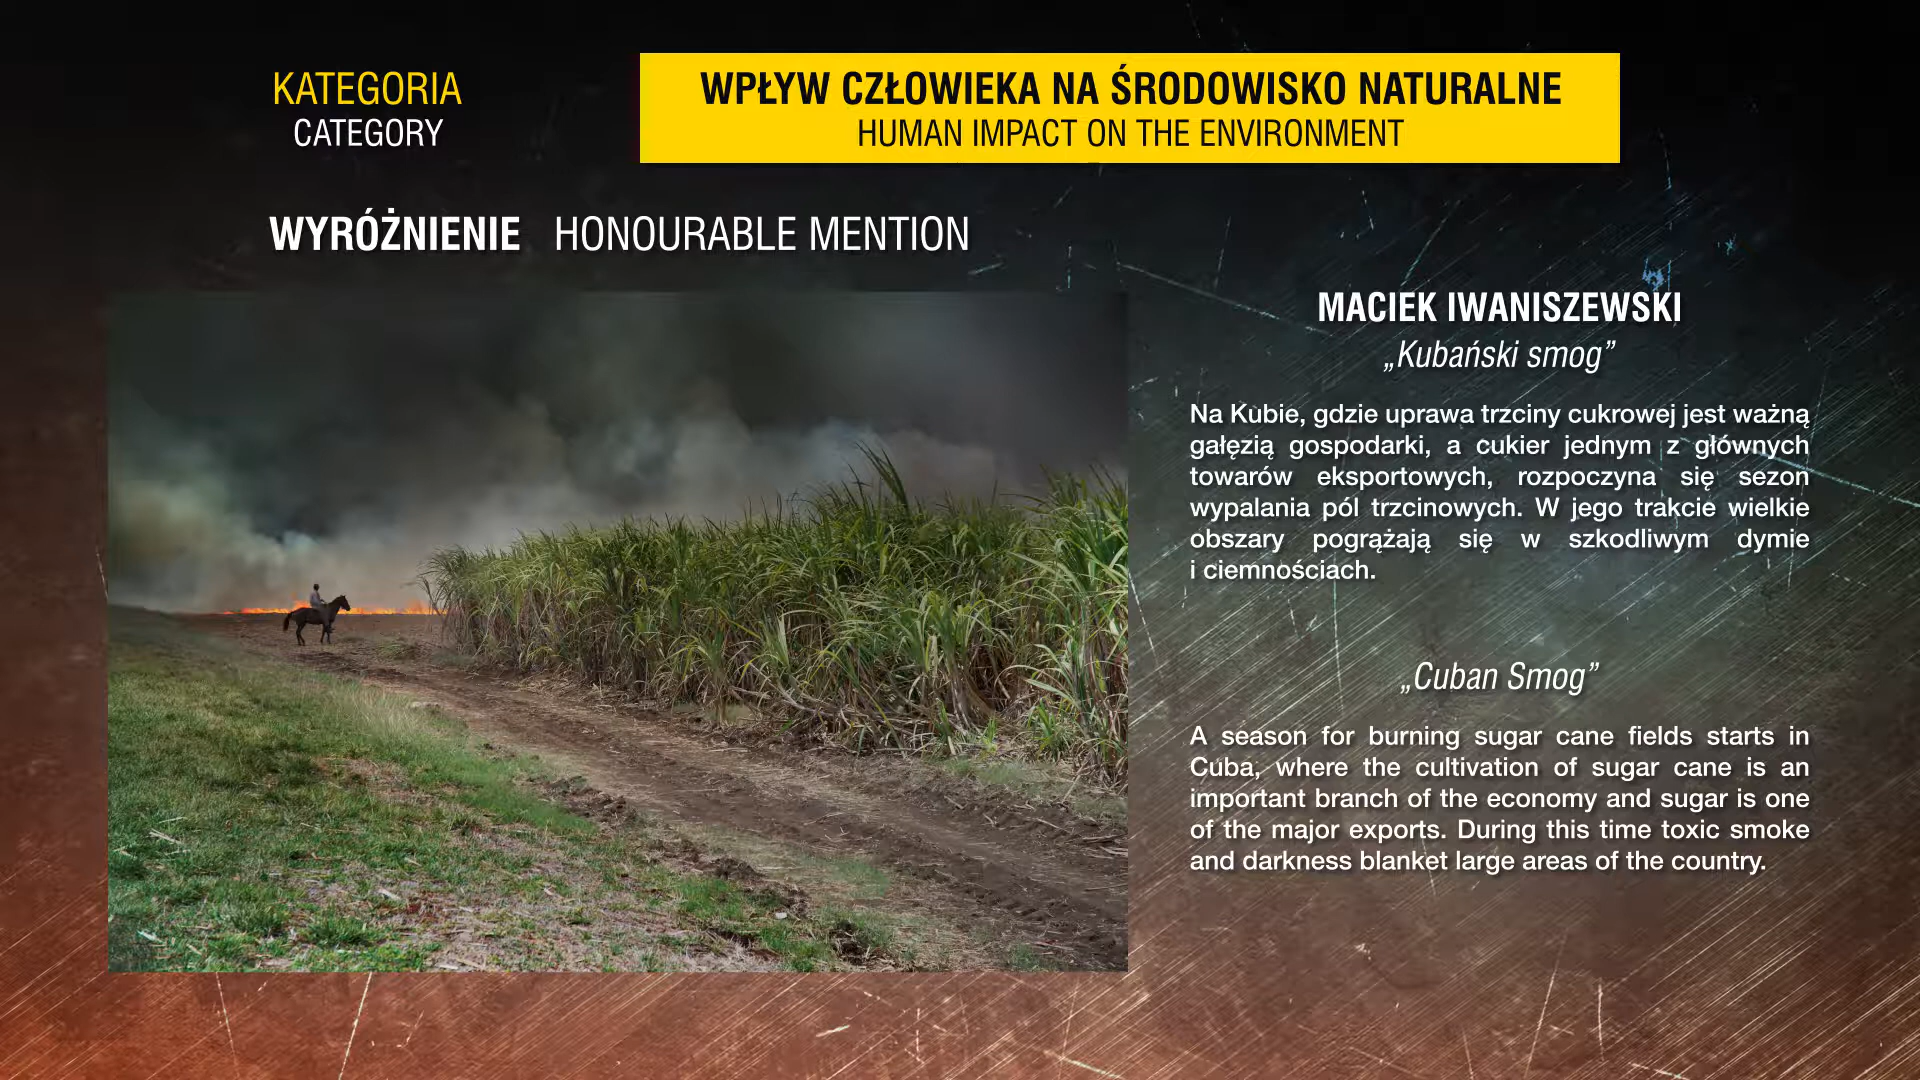 KATEGORIA
CATEGORY
WPŁYW CZŁOWIEKA NA ŚRODOWISKO NATURALNE
HUMAN IMPACT ON THE ENVIRONMENT
WYRÓŻNIENIE HONOURABLE MENTION
MACIEK IWANISZEWSKI
„Kubański smog”
Na Kubie, gdzie uprawa trzciny cukrowej jest ważną
gałęzią gospodarki, a cukier jednym z głównych
towarów eksportowych, rozpoczyna się sezon
wypalania pól trzcinowych. W jego trakcie wielkie
obszary pogrążają się w szkodliwym dymie
i ciemnościach.
„Cuban Smog”
A season for burning sugar cane fields starts in
Cuba, where the cultivation of sugar cane is an
important branch of the economy and sugar is one
of the major exports. During this time toxic smoke
and darkness blanket large areas of the country.